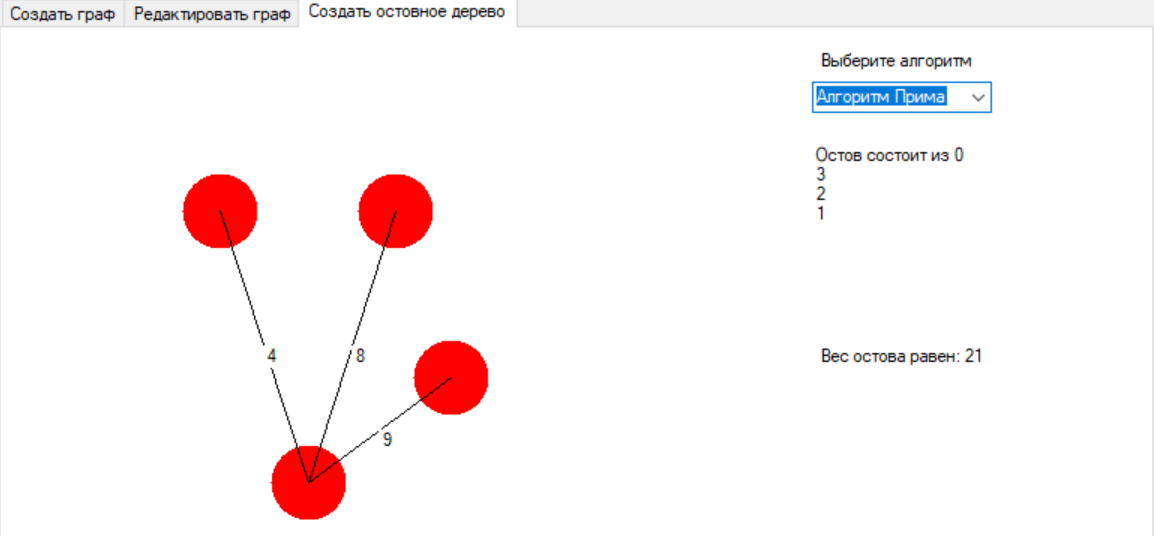 Создать граф Редактировать граф Создать остовное дерево
Выберите алгоритм
Алгоритм Прима
Остов состоит из 0
3
2
1
4
8
Вес остова равен: 21
9